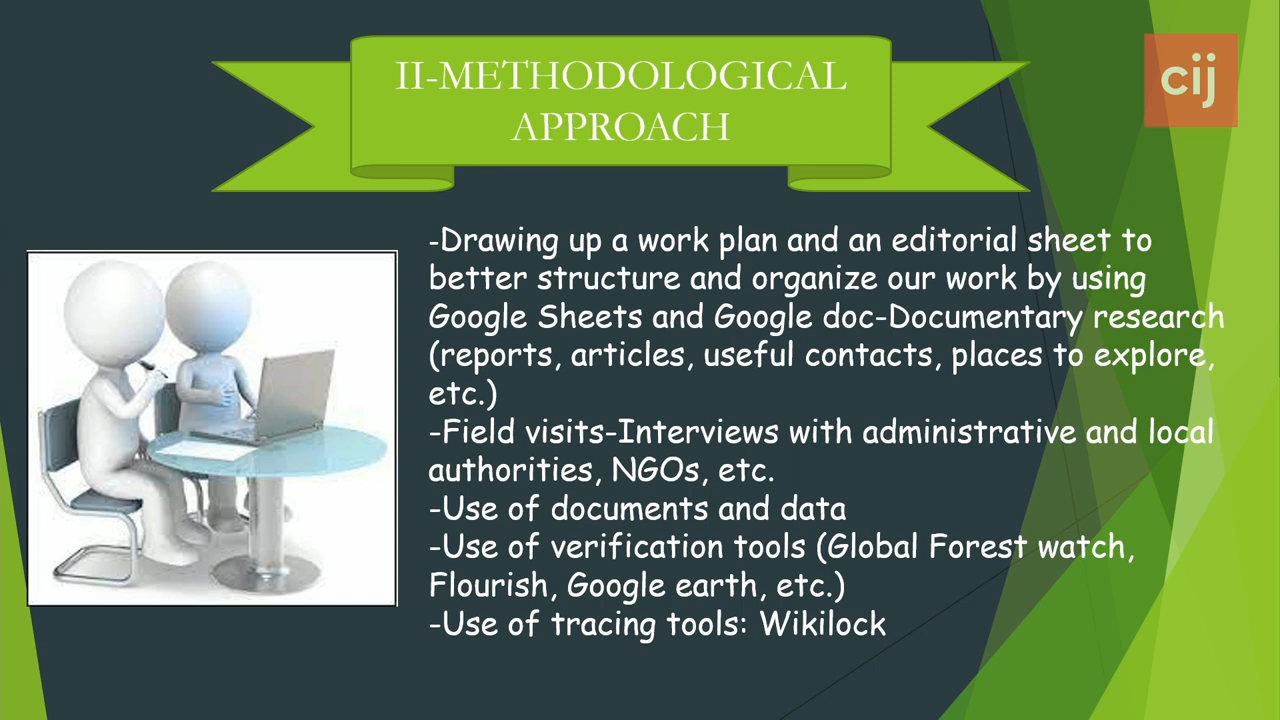 II-METHODOLOGICAL
APPROACH
cij
-Drawing up a work plan and an editorial sheet to
better structure and organize our work by using
Google Sheets and Google doc-Documentary research
(reports, articles, useful contacts, places to explore,
etc.)
-Field visits-Interviews with administrative and local
authorities, NGOs, etc.
-Use of documents and data
-Use of verification tools (Global Forest watch,
Flourish, Google earth, etc.)
-Use of tracing tools: Wikilock